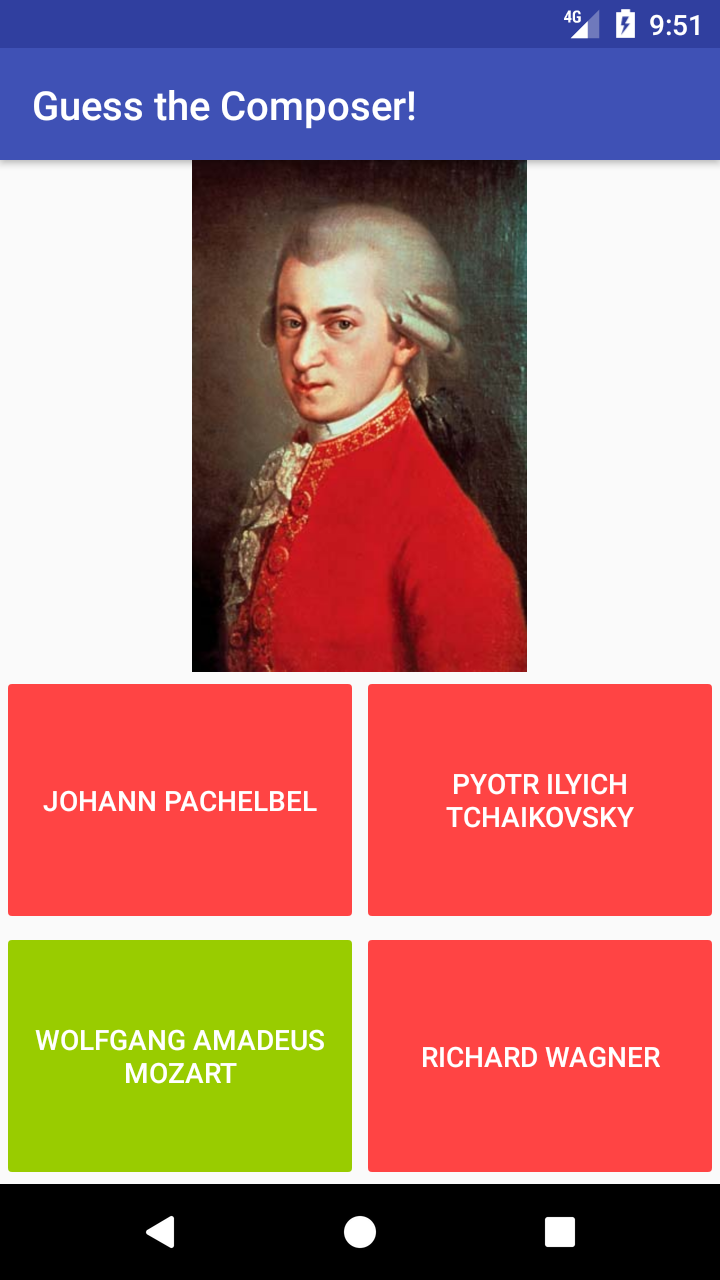 4G 9:51
Guess the Composer!
JOHANN PACHELBEL
PYOTR ILYICH
TCHAIKOVSKY
WOLFGANG AMADEUS
MOZART
RICHARD WAGNER